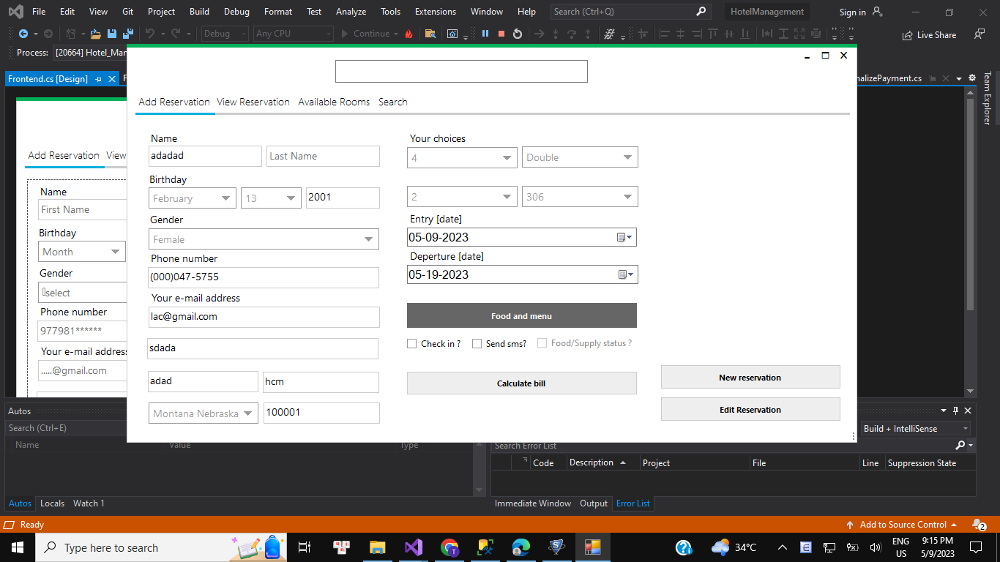 File Edit View Git Project Build Debug Format Test Analyze Tools Extensions Window Help Search (Ctrl+Q) HotelManagement Sign in
Debug Any CPU Continue Live Share
Process: [20664] Hotel_Man
Frontend.cs [Design] F nalizePayment.cs
Team Explorer
Add Reservation View
Name
First Name
Birthday
Month
Gender
select
Phone number
977981******
Your e-mail address
.....@gmail.com
Add Reservation View Reservation Available Rooms Search
Name
adadad Last Name
Birthday
February 13 2001
Gender
Female
Phone number
(000)047-5755
Your e-mail address
lac@gmail.com
sdada
adad hcm
Montana Nebraska 100001
Your choices
4 Double
2 306
Entry [date]
05-09-2023
Deperture [date]
05-19-2023
Food and menu
Check in ? Send sms? Food/Supply status ?
Calculate bill
New reservation
Edit Reservation
Autos
Search (Ctrl+E)
Name Value Type
Autos Locals Watch 1
Build + IntelliSense
Search Error List
Code Description Project File Line Suppression State
Immediate Window Output Error List
Ready Add to Source Control 2
Type here to search 34°C ENG US 9:15 PM 5/9/2023